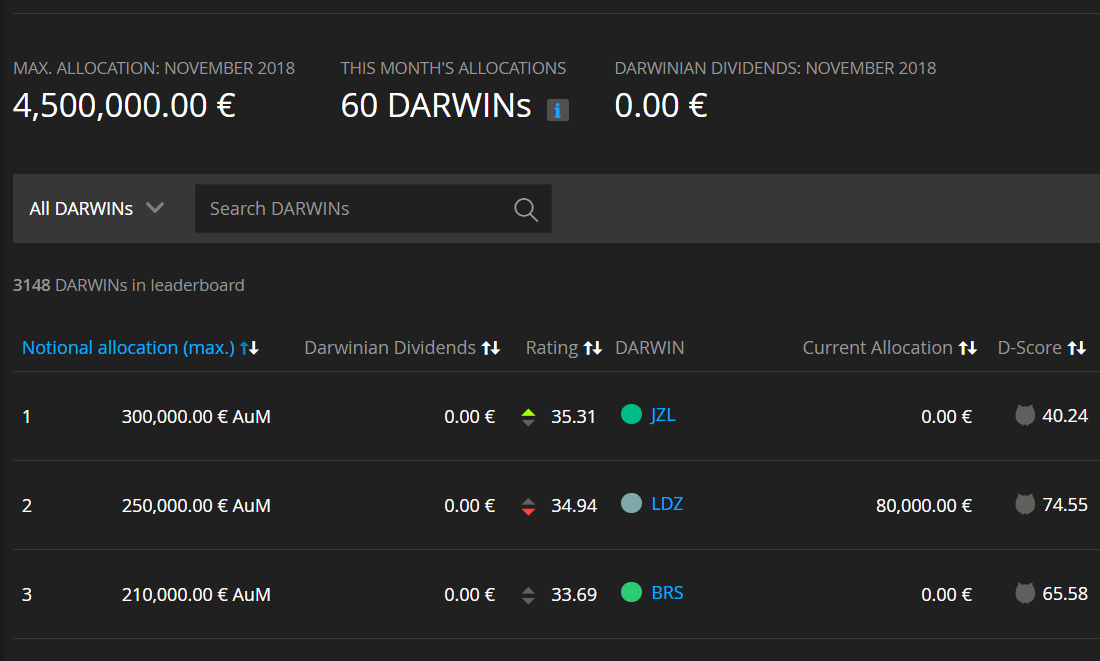 MAX. ALLOCATION: NOVEMBER 2018 THIS MONTH'S ALLOCATIONS DARWINIAN DIVIDENDS: NOVEMBER 2018
4,500,000.00 € 60 DARWINs i 0.00 €
All DARWINs Search DARWINs
3148 DARWINs in leaderboard
Notional allocation (max.) Darwinian Dividends Rating DARWIN Current Allocation D-Score
1 300,000.00 € AuM 0.00 € 35.31 JZL 0.00 € 40.24
2 250,000.00 € AuM 0.00 € 34.94 LDZ 80,000.00 € 74.55
3 210,000.00 € AuM 0.00 € 33.69 BRS 0.00 € 65.58